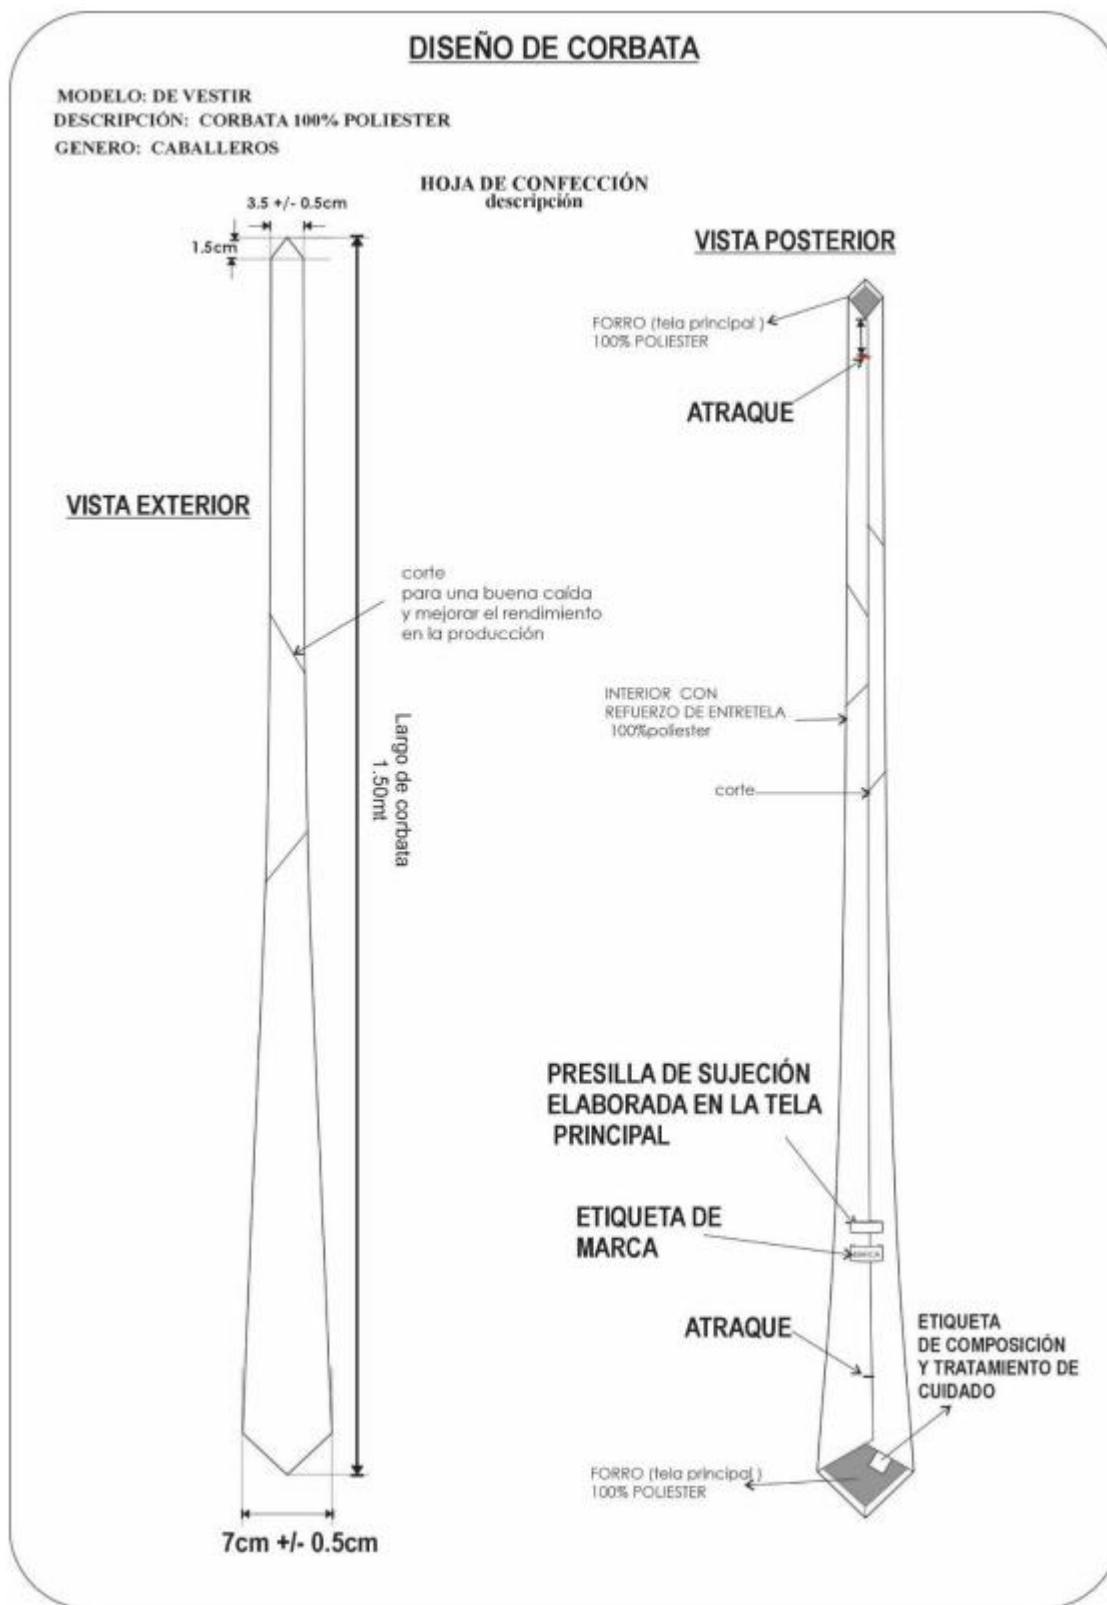 DISEÑO DE CORBATA
MODELO: DE VESTIR
DESCRIPCIÓN: CORBATA 100% POLIESTER
GENERO: CABALLEROS
HOJA DE CONFECCIÓN
descripción
3.5 +/- 0.5cm
1.5cm
VISTA EXTERIOR
corte
para una buena caída
y mejorar el rendimiento
en la producción
Largo de corbata
1.50mt
7cm +/- 0.5cm
VISTA POSTERIOR
FORRO (tela principal )
100% POLIESTER
ATRAQUE
INTERIOR CON
REFUERZO DE ENTRETELA
100%poliester
corte
PRESILLA DE SUJECIÓN
ELABORADA EN LA TELA
PRINCIPAL
ETIQUETA DE
MARCA
MARCA
ATRAQUE
ETIQUETA
DE COMPOSICIÓN
Y TRATAMIENTO DE
CUIDADO
FORRO (tela principal )
100% POLIESTER